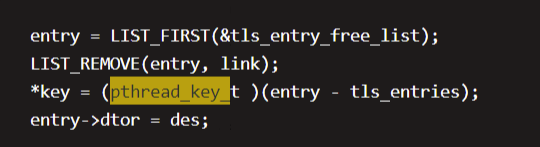 entry = LIST_FIRST(&tls_entry_free_list);
LIST_REMOVE(entry, link);
*key = (pthread_key_t )(entry - tls_entries);
entry->dtor = des;